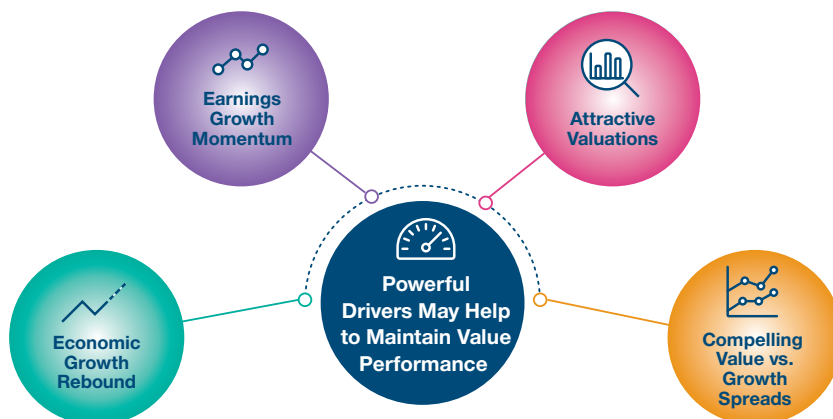 Earnings
Growth
Momentum
Attractive
Valuations
Powerful
Drivers May Help
to Maintain Value
Performance
Economic
Growth
Rebound
Compelling
Value vs.
Growth
Spreads